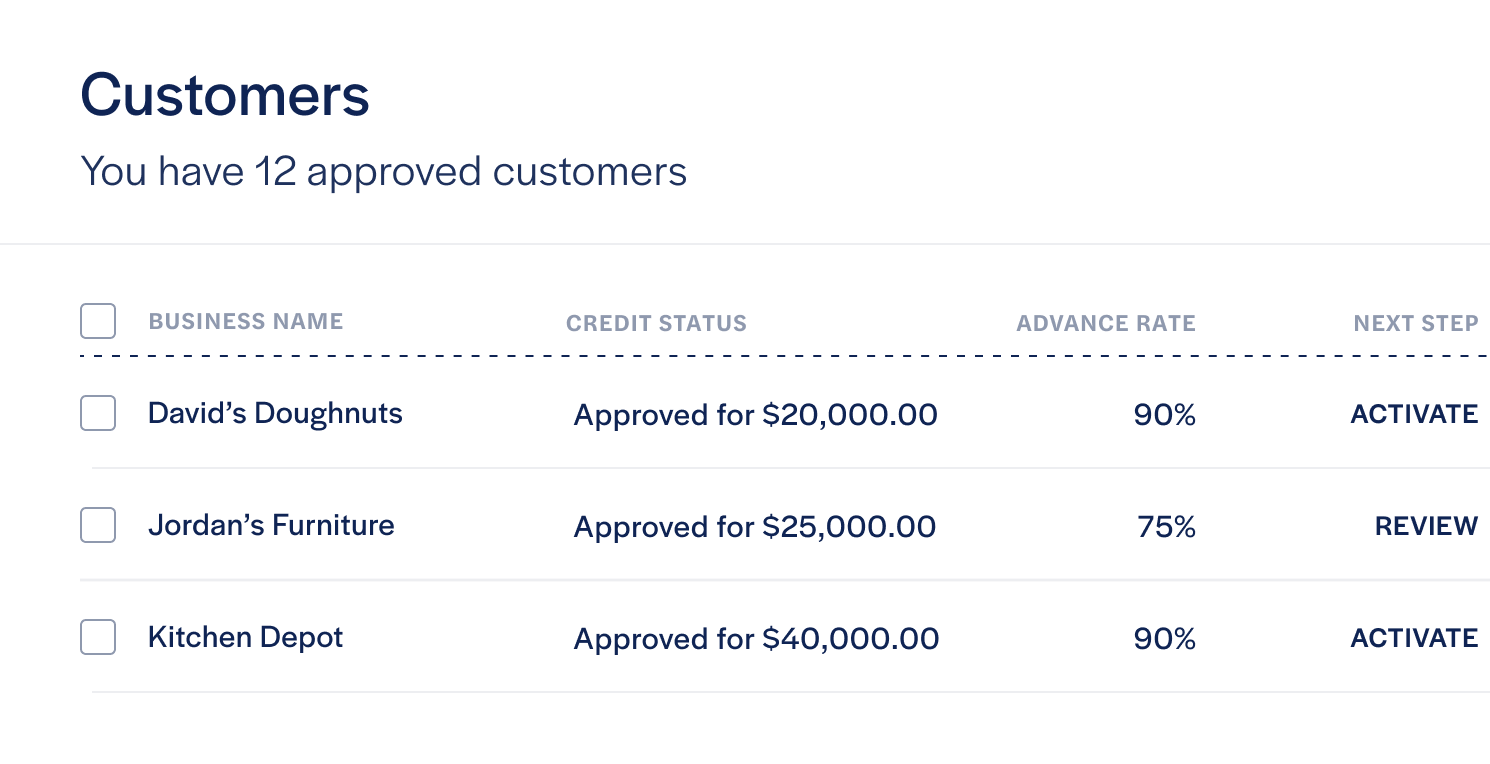 Customers
You have 12 approved customers
BUSINESS NAME CREDIT STATUS ADVANCE RATE NEXT STEP
David’s Doughnuts Approved for $20,000.00 90% ACTIVATE
Jordan’s Furniture Approved for $25,000.00 75% REVIEW
Kitchen Depot Approved for $40,000.00 90% ACTIVATE